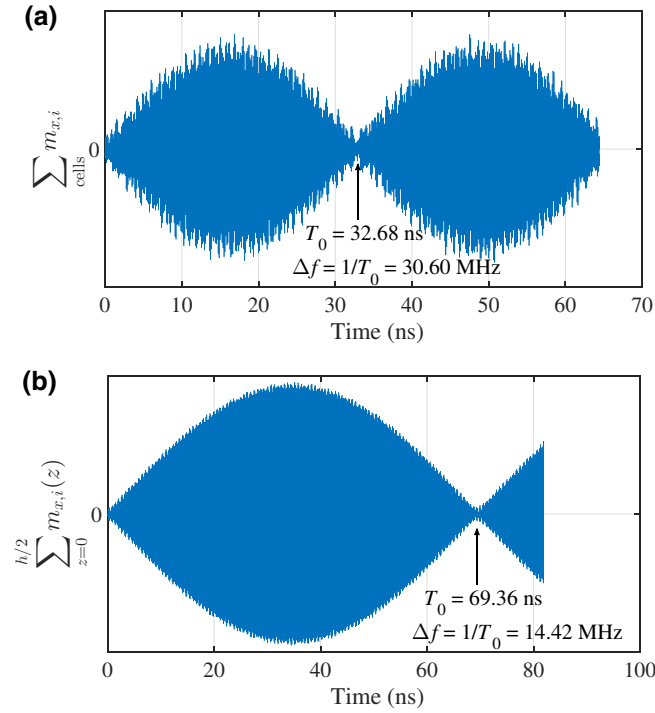 (a)
0
∑ m_{x,i}
cells
T_0 = 32.68 ns
Δf = 1/T_0 = 30.60 MHz
0 10 20 30 40 50 60 70
Time (ns)
(b)
0
h/2
∑ m_{x,i}(z)
z=0
T_0 = 69.36 ns
Δf = 1/T_0 = 14.42 MHz
0 20 40 60 80 100
Time (ns)